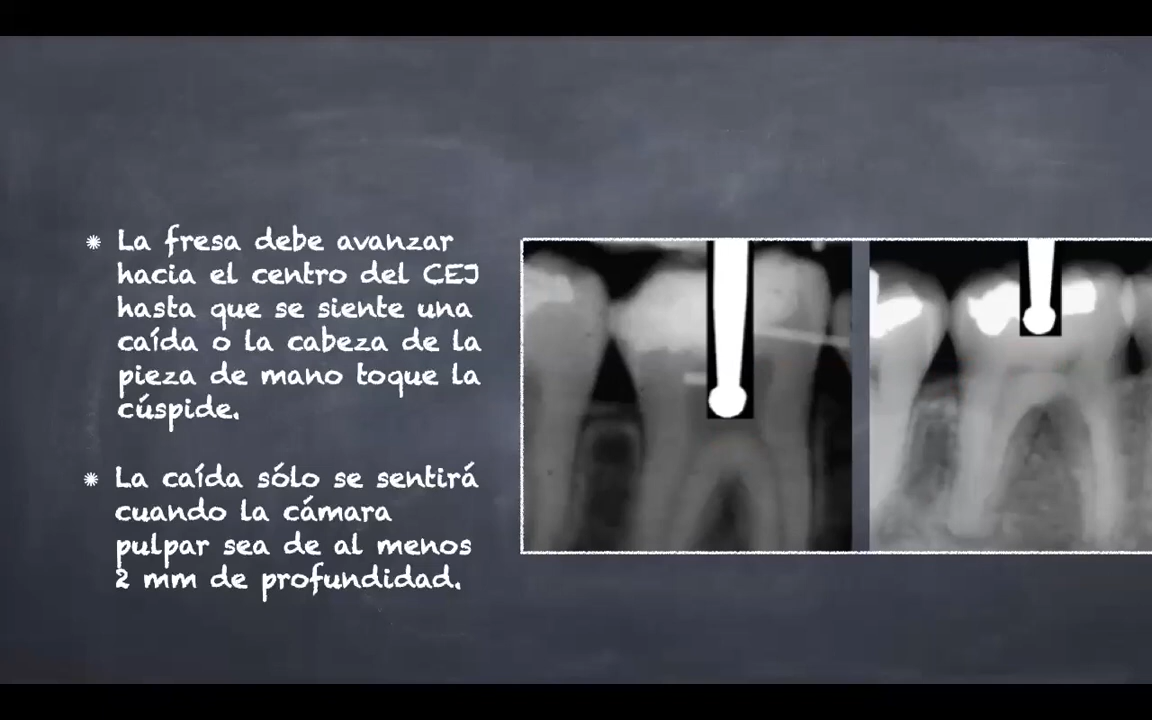 La fresa debe avanzar
hacia el centro del CEJ
hasta que se siente una
caída o la cabeza de la
pieza de mano toque la
cúspide.
La caída sólo se sentirá
cuando la cámara
pulpar sea de al menos
2 mm de profundidad.